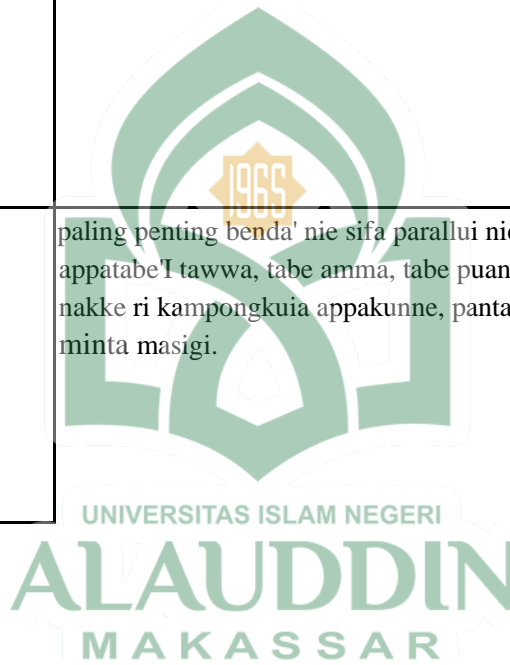 1965
paling penting benda' nie sifa parallui nie
appatabe'I tawwa, tabe amma, tabe puang
nakke ri kampongkuia appakunne, panta
minta masigi.
UNIVERSITAS ISLAM NEGERI
ALAUDDIN
MAKASSAR